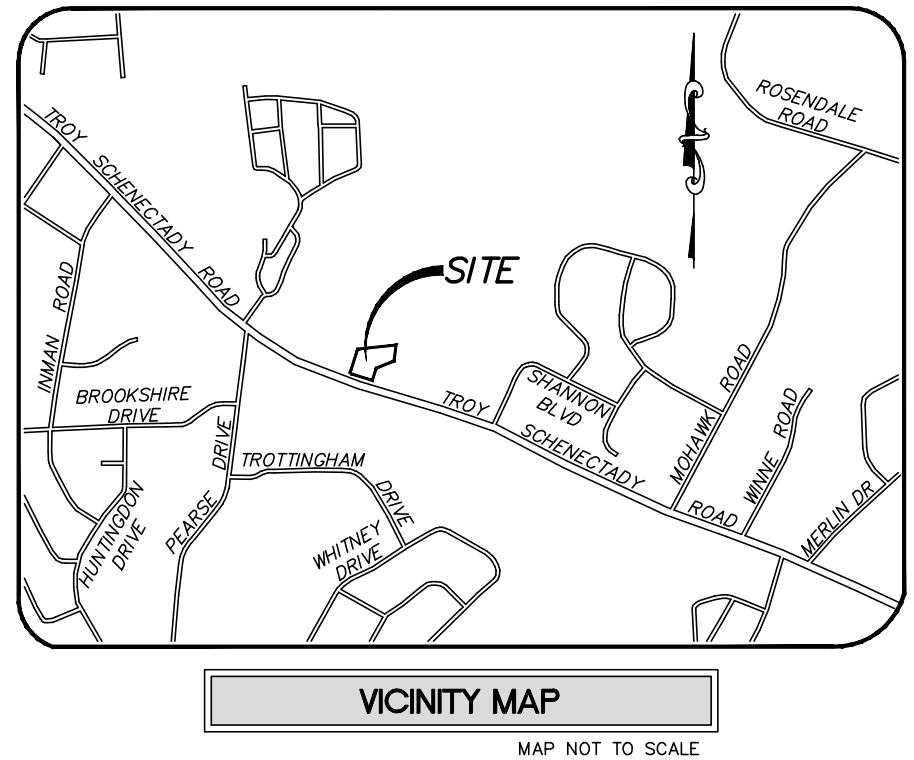 ROSENDALE
ROAD
TROY SCHENECTADY ROAD
SITE
INMAN ROAD
BROOKSHIRE
DRIVE
TROY SCHENECTADY ROAD
SHANNON
BLVD
MOHAWK ROAD
WINNE ROAD
MERLIN DR
PEARSE DRIVE
TROTTINGHAM DRIVE
HUNTINGDON
DRIVE
WHITNEY
DRIVE
VICINITY MAP
MAP NOT TO SCALE